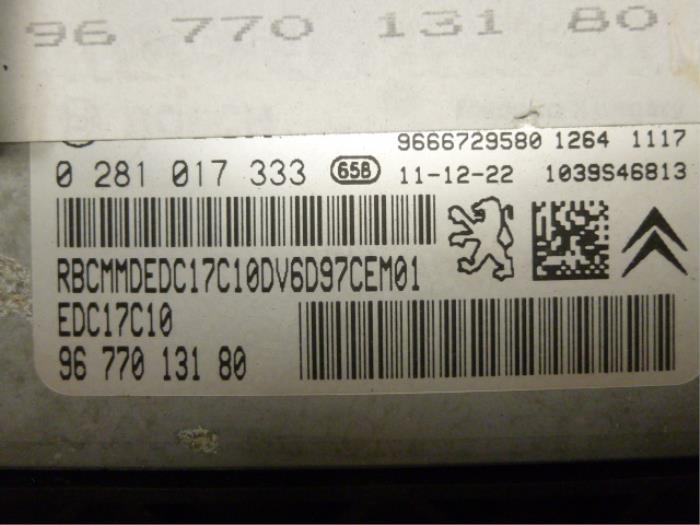 96 770 131 80
9666729580 1264 1117
0 281 017 333 65B 11-12-22 1039S46813
RBCMMDEDC17C10DV6D97CEM01
EDC17C10
96 770 131 80